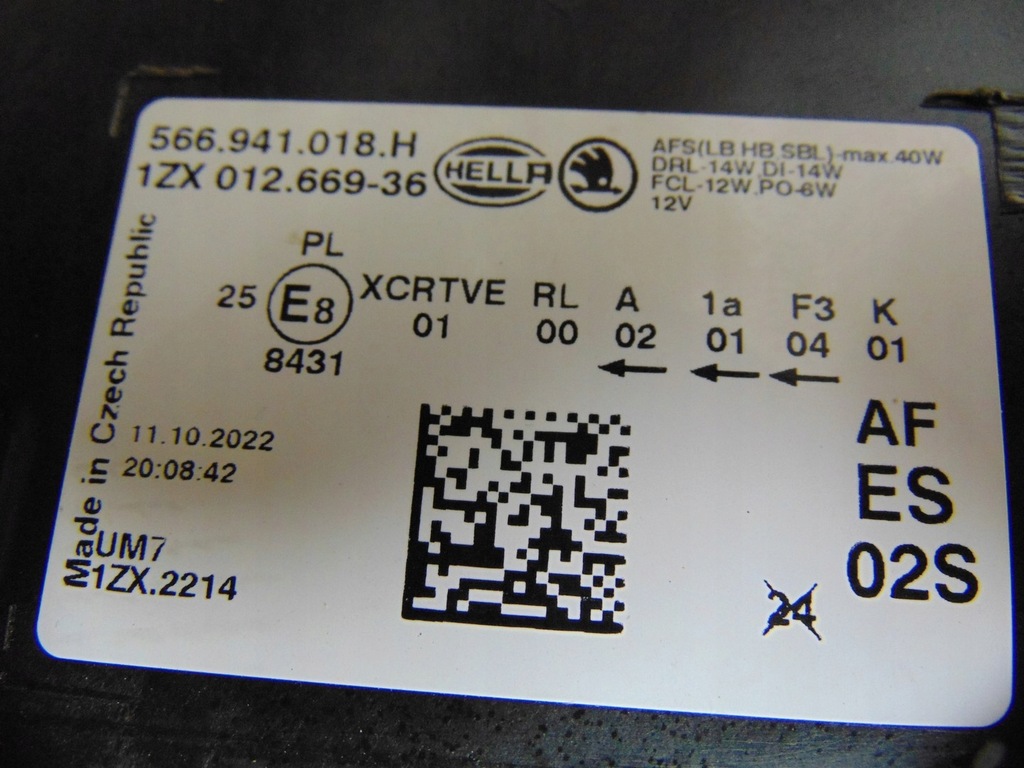 566.941.018.H
1ZX 012.669-36
HELLA
AFS(LB HB SBL)-max.40W
DRL-14W,DI-14W
FCL-12W,PO-6W
12V
PL
25 E8 XCRTVE RL A 1a F3 K
8431 01 00 02 01 04 01
Made in Czech Republic
11.10.2022
20:08:42
UM7
1ZX.2214
AF
ES
02S
24